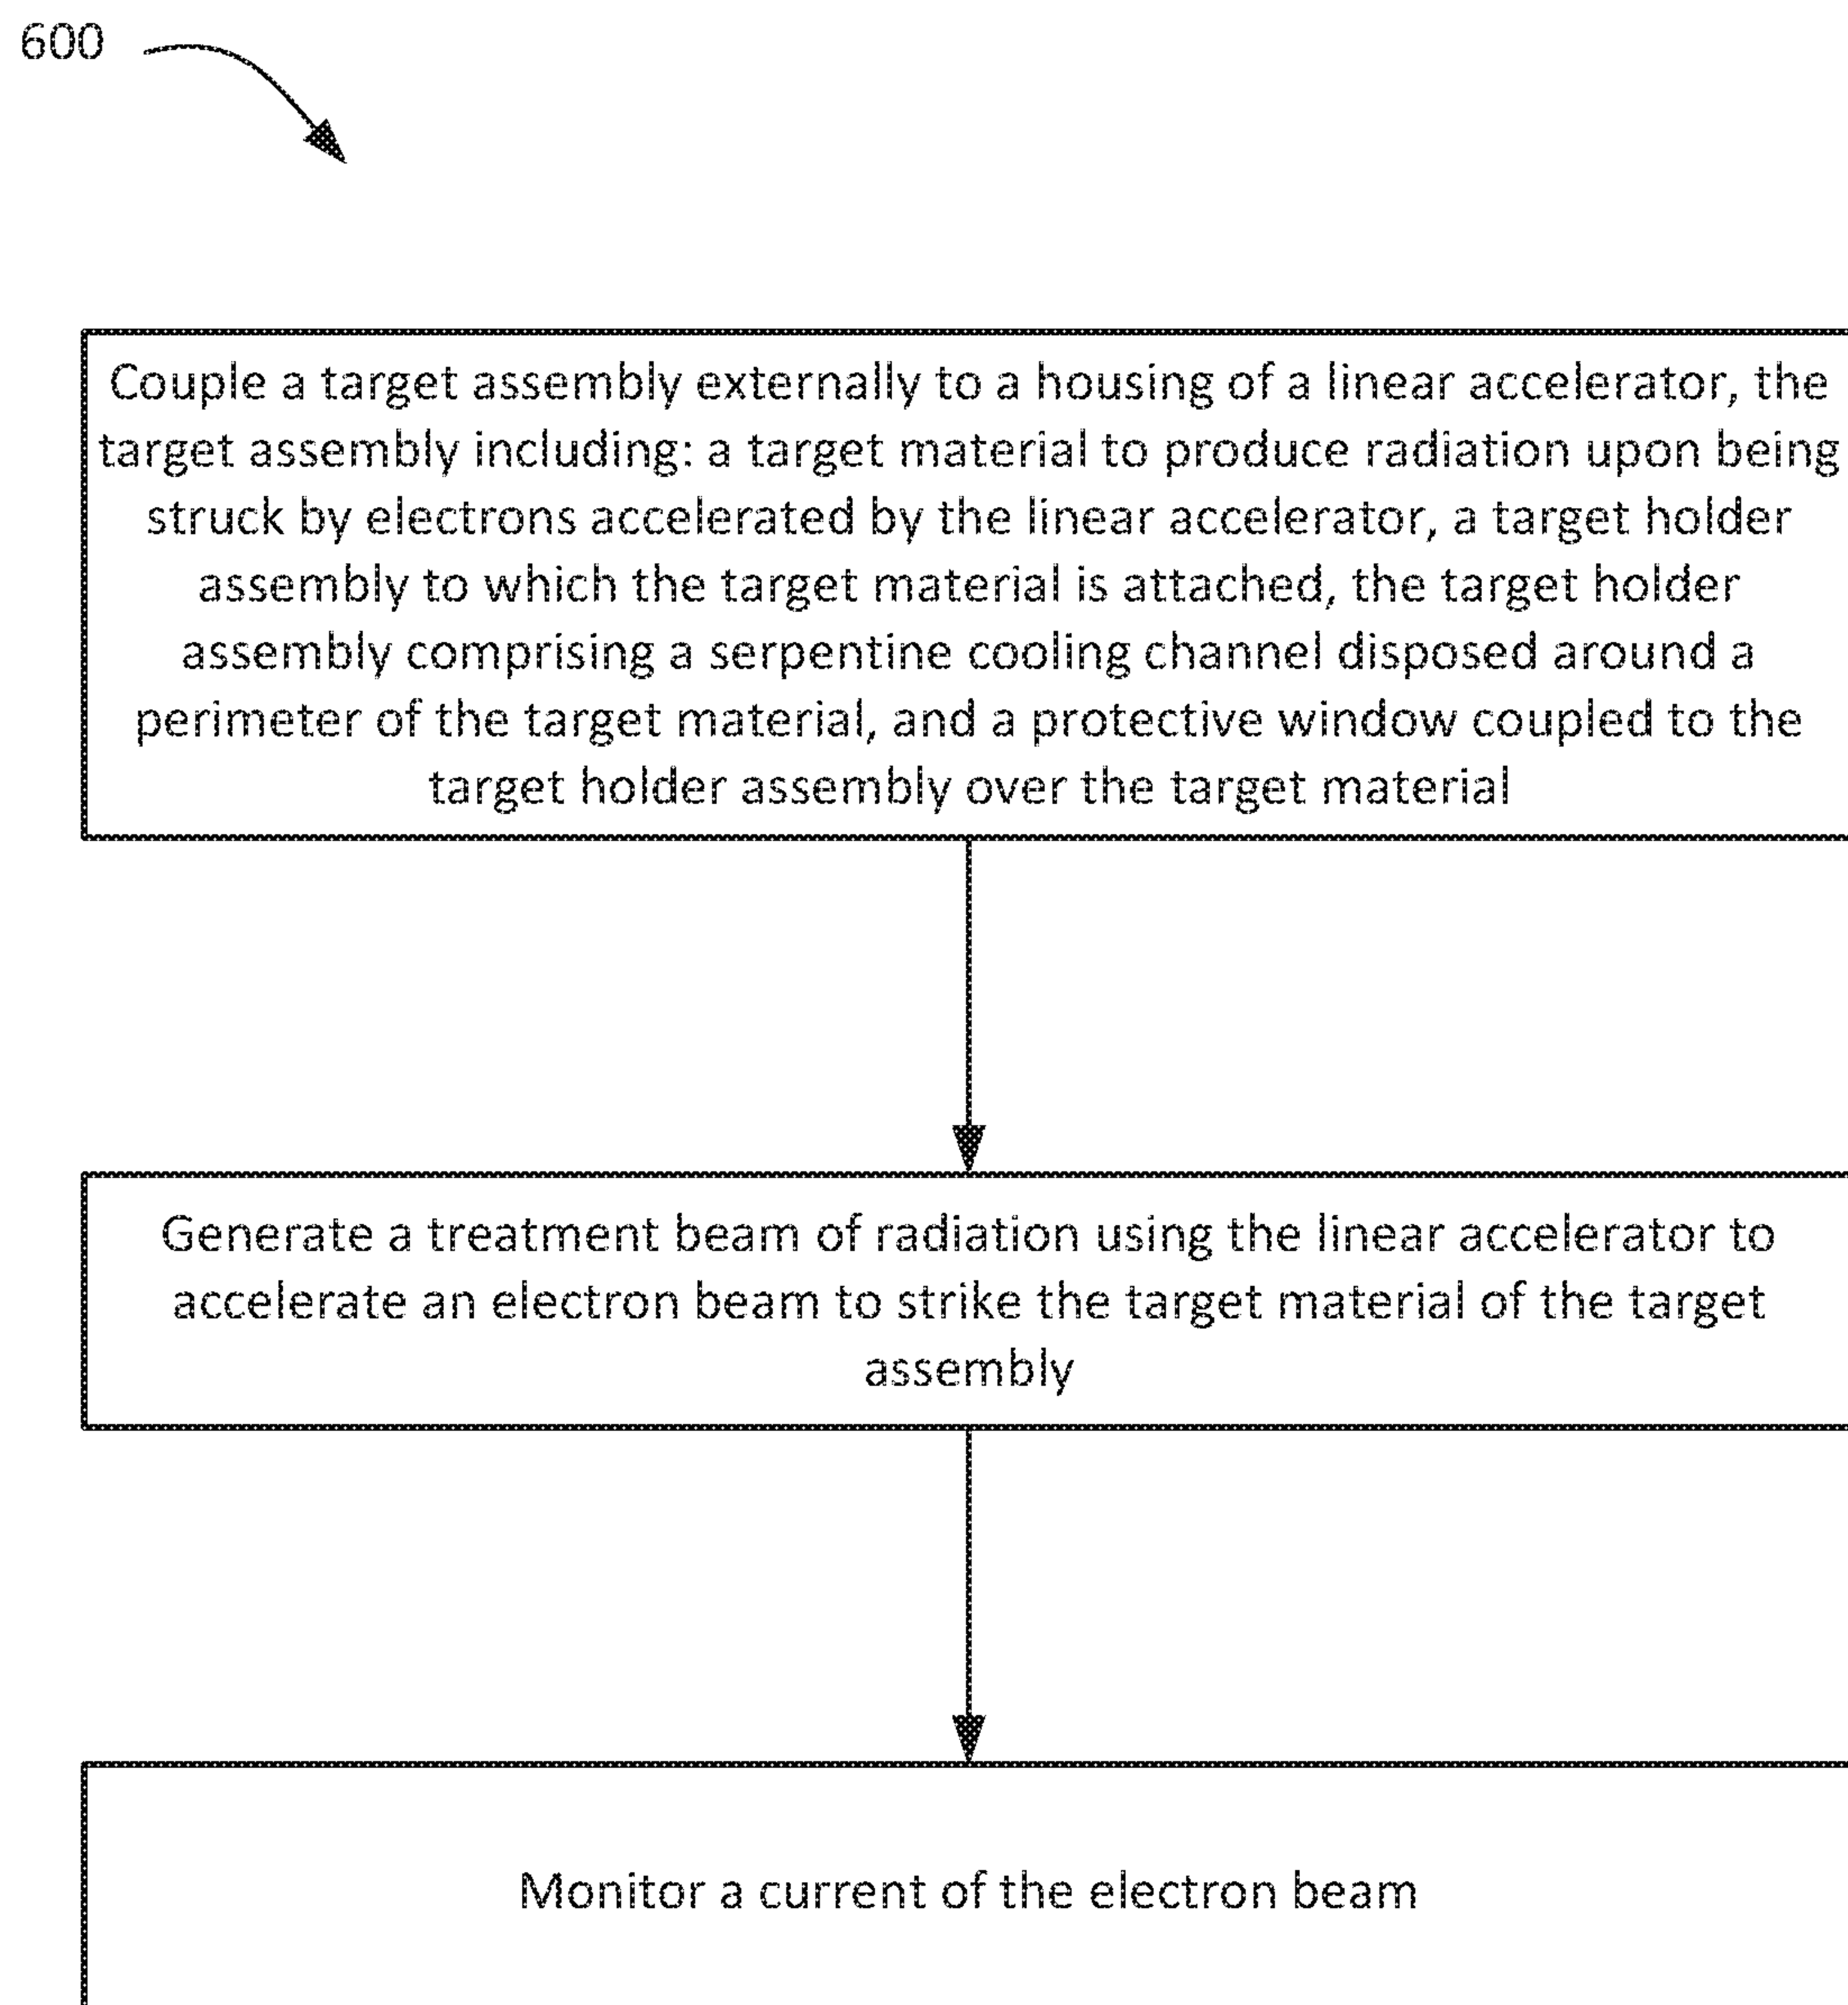 600
Couple a target assembly externally to a housing of a linear accelerator, the
target assembly including: a target material to produce radiation upon being
struck by electrons accelerated by the linear accelerator, a target holder
assembly to which the target material is attached, the target holder
assembly comprising a serpentine cooling channel disposed around a
perimeter of the target material, and a protective window coupled to the
target holder assembly over the target material
Generate a treatment beam of radiation using the linear accelerator to
accelerate an electron beam to strike the target material of the target
assembly
Monitor a current of the electron beam